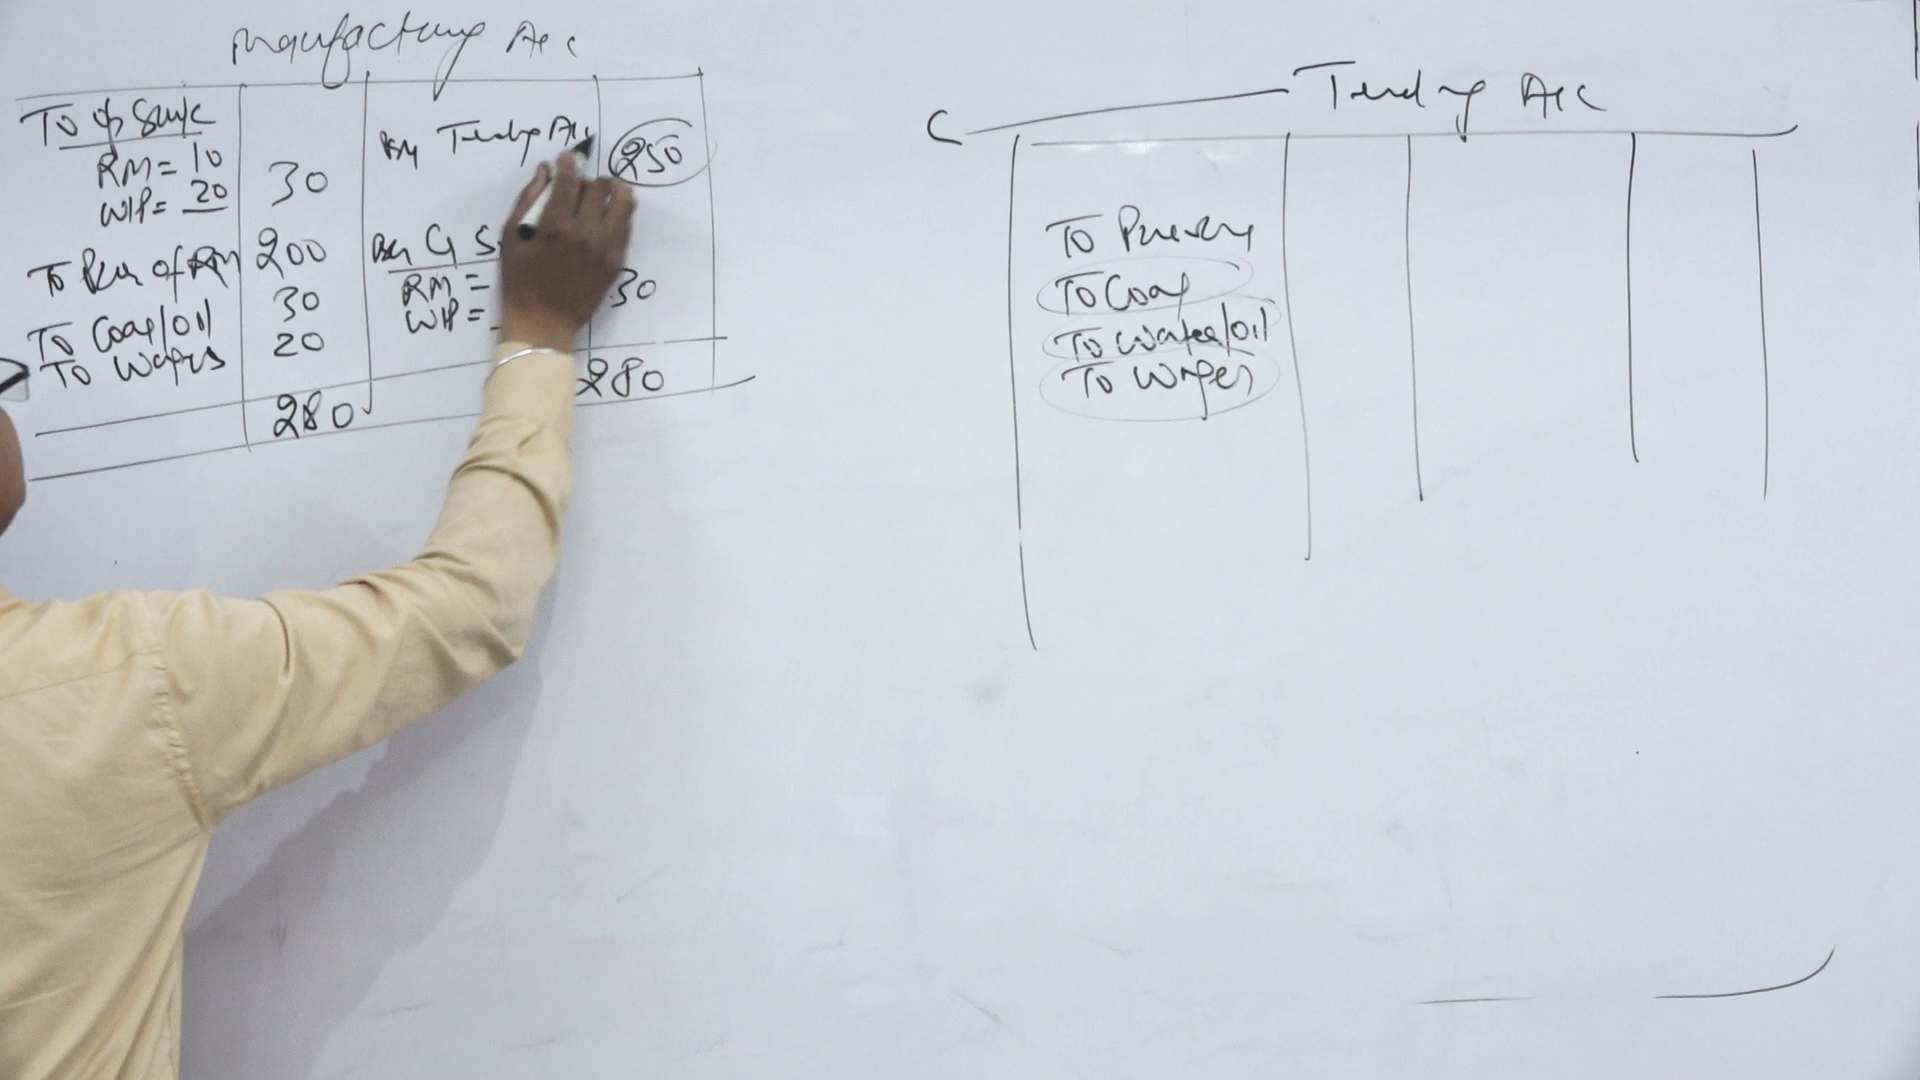 Manufacturing A/c
To op Stock
RM = 10
WIP = 20
30
To Pur of RM 200
To Coal/Oil 30
To Wages 20
280
By Trading A/c 250
By Cl S
RM =
WIP =
30
280
Trading A/c
To Purchas
To Coal
To Water/Oil
To Wages